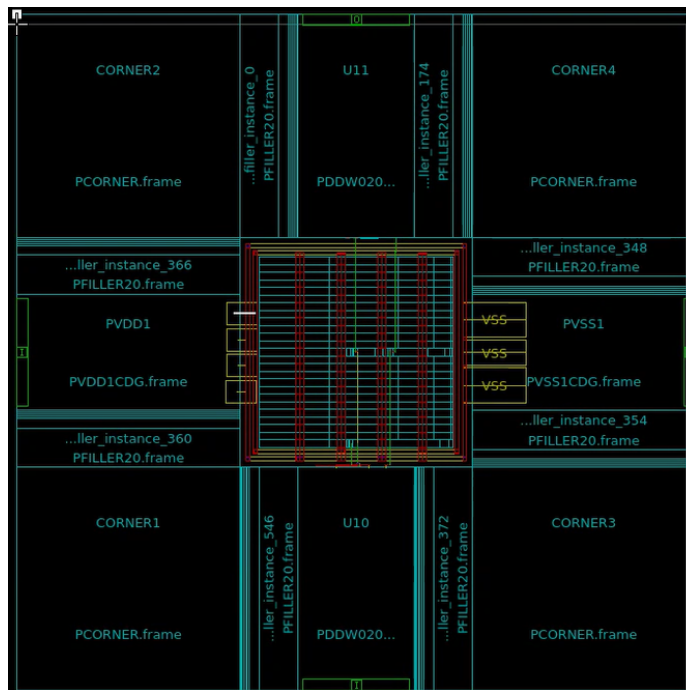 O
CORNER2
...filler_instance_0
PFILLER20.frame
U11
...ller_instance_174
PFILLER20.frame
CORNER4
PCORNER.frame
PDDW020...
PCORNER.frame
...ller_instance_366
PFILLER20.frame
...ller_instance_348
PFILLER20.frame
PVDD1
VSS
PVSS1
I
VSS
I
PVDD1CDG.frame
VSS
PVSS1CDG.frame
...ller_instance_360
PFILLER20.frame
...ller_instance_354
PFILLER20.frame
CORNER1
...ller_instance_546
PFILLER20.frame
U10
...ller_instance_372
PFILLER20.frame
CORNER3
PCORNER.frame
PDDW020...
PCORNER.frame
I